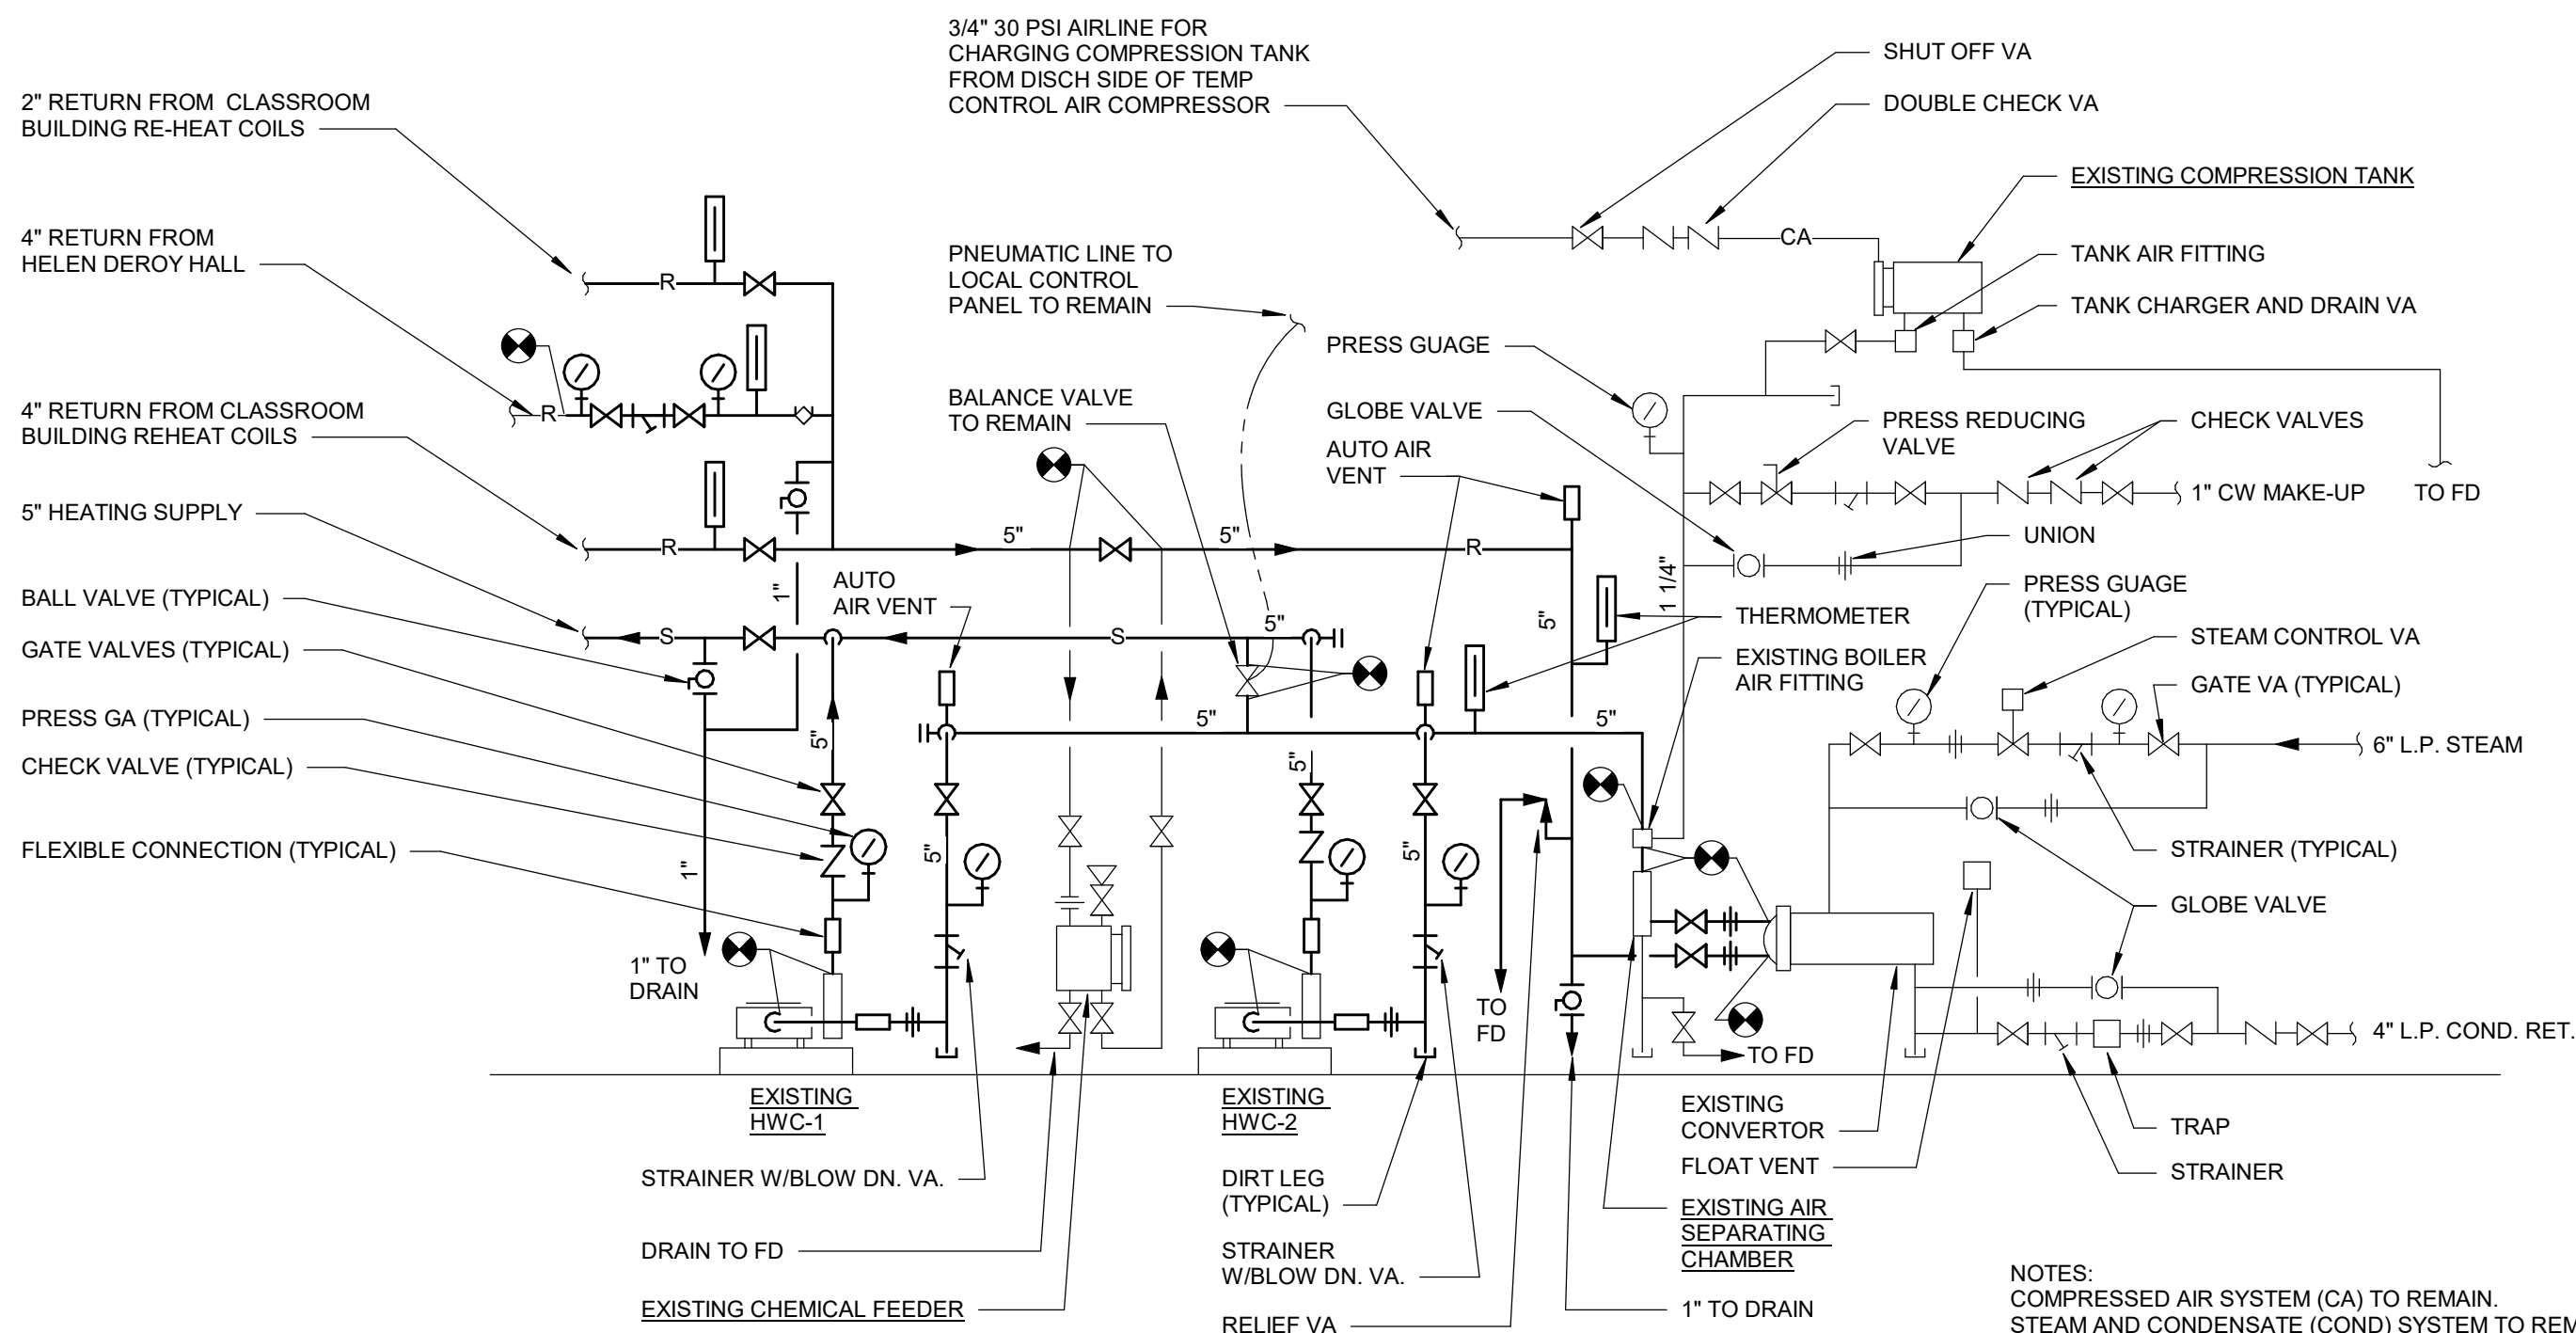 3/4" 30 PSI AIRLINE FOR
CHARGING COMPRESSION TANK
FROM DISCH SIDE OF TEMP
CONTROL AIR COMPRESSOR
SHUT OFF VA
DOUBLE CHECK VA
2" RETURN FROM CLASSROOM
BUILDING RE-HEAT COILS
EXISTING COMPRESSION TANK
4" RETURN FROM
HELEN DEROY HALL
PNEUMATIC LINE TO
LOCAL CONTROL
PANEL TO REMAIN
CA
TANK AIR FITTING
TANK CHARGER AND DRAIN VA
R
PRESS GUAGE
BALANCE VALVE
TO REMAIN
GLOBE VALVE
AUTO AIR
VENT
R
4" RETURN FROM CLASSROOM
BUILDING REHEAT COILS
PRESS REDUCING
VALVE
CHECK VALVES
1" CW MAKE-UP
TO FD
5" HEATING SUPPLY
R
5"
5"
R
UNION
1 1/4"
PRESS GUAGE
(TYPICAL)
BALL VALVE (TYPICAL)
1"
AUTO
AIR VENT
5"
5"
THERMOMETER
S
S
STEAM CONTROL VA
GATE VALVES (TYPICAL)
EXISTING BOILER
AIR FITTING
GATE VA (TYPICAL)
PRESS GA (TYPICAL)
5"
5"
5"
5"
6" L.P. STEAM
CHECK VALVE (TYPICAL)
FLEXIBLE CONNECTION (TYPICAL)
1"
5"
5"
STRAINER (TYPICAL)
GLOBE VALVE
1" TO
DRAIN
TO
FD
TO FD
4" L.P. COND. RET.
EXISTING
HWC-1
EXISTING
HWC-2
EXISTING
CONVERTOR
TRAP
FLOAT VENT
STRAINER
STRAINER W/BLOW DN. VA.
DIRT LEG
(TYPICAL)
EXISTING AIR
SEPARATING
CHAMBER
DRAIN TO FD
STRAINER
W/BLOW DN. VA.
EXISTING CHEMICAL FEEDER
RELIEF VA
1" TO DRAIN
NOTES:
COMPRESSED AIR SYSTEM (CA) TO REMAIN.
STEAM AND CONDENSATE (COND) SYSTEM TO